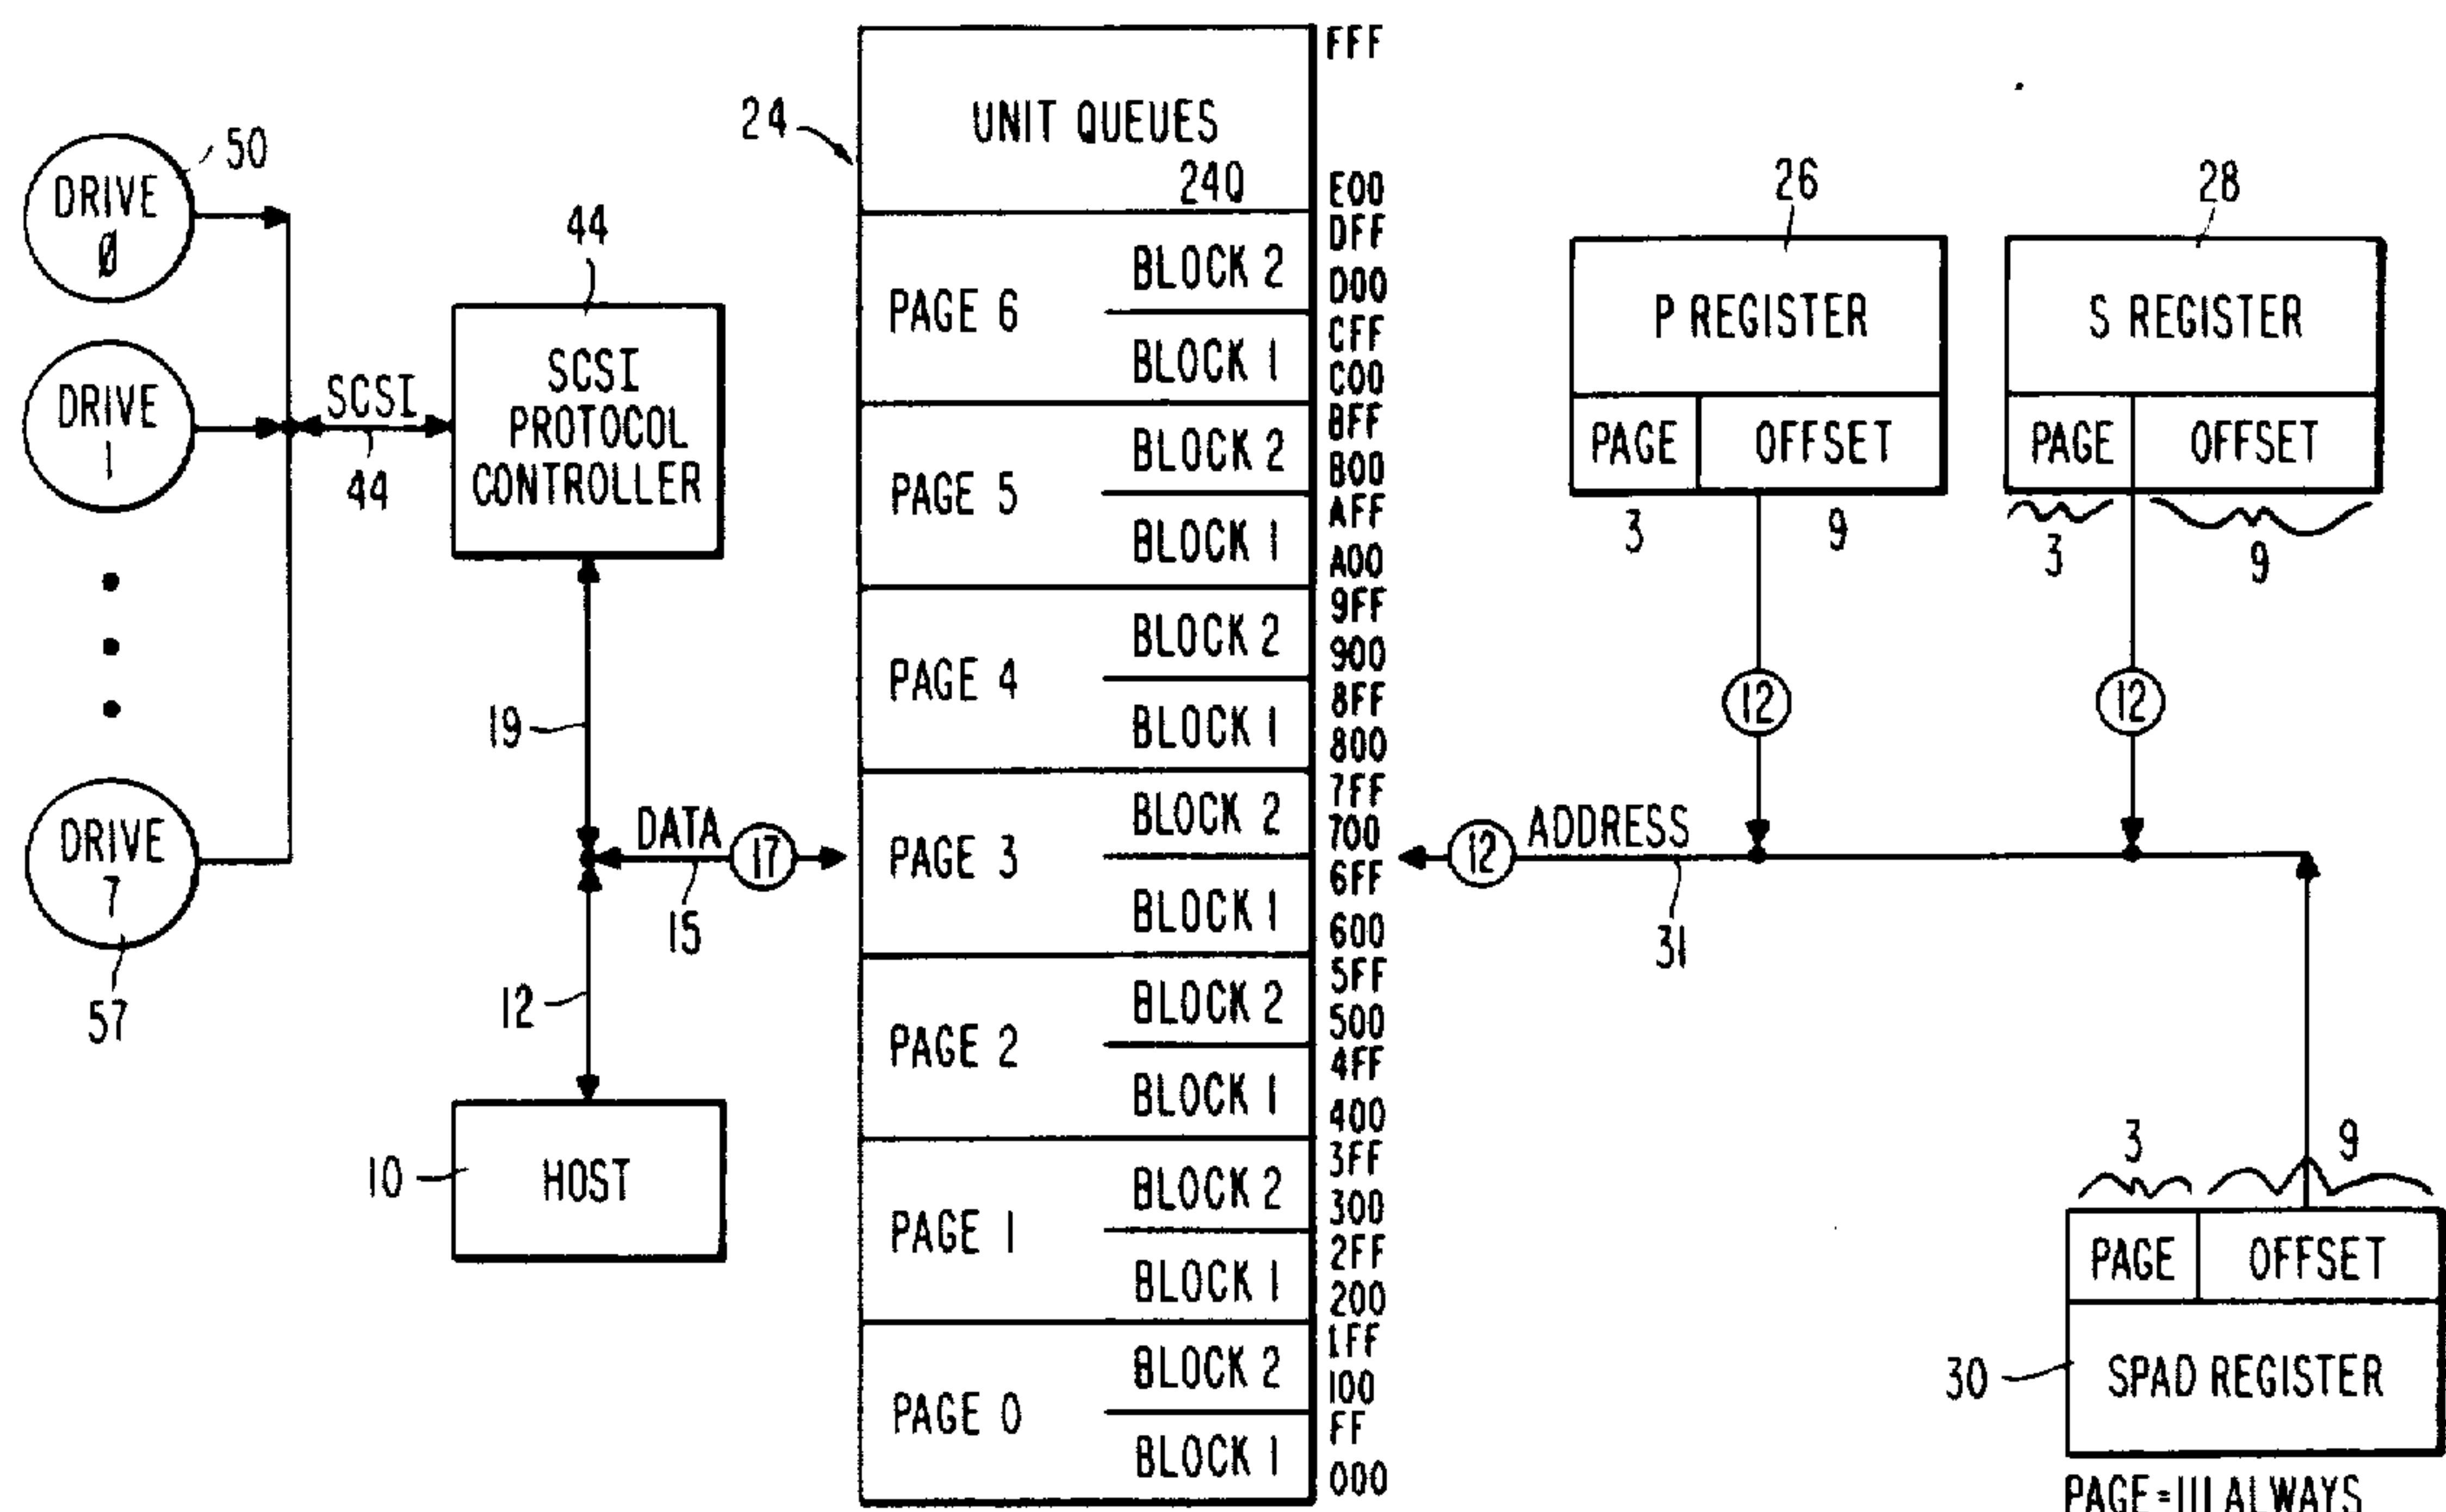 DRIVE
0
50
DRIVE
1
DRIVE
7
57
SCSI
44
44
SCSI
PROTOCOL
CONTROLLER
19
DATA
17
15
12
10
HOST
24
UNIT QUEUES
24Q
PAGE 6
BLOCK 2
BLOCK 1
PAGE 5
BLOCK 2
BLOCK 1
PAGE 4
BLOCK 2
BLOCK 1
PAGE 3
BLOCK 2
BLOCK 1
PAGE 2
BLOCK 2
BLOCK 1
PAGE 1
BLOCK 2
BLOCK 1
PAGE 0
BLOCK 2
BLOCK 1
FFF
E00
DFF
D00
CFF
C00
BFF
B00
AFF
A00
9FF
900
8FF
800
7FF
700
6FF
600
5FF
500
4FF
400
3FF
300
2FF
200
1FF
100
FF
000
26
P REGISTER
PAGE OFFSET
3 9
12
28
S REGISTER
PAGE OFFSET
3 9
12
12 ADDRESS
31
3 9
PAGE OFFSET
30
SPAD REGISTER
PAGE=111 ALWAYS